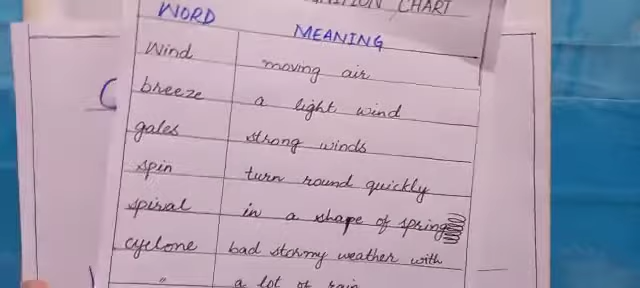 CHART
WORD MEANING
Wind moving air
breeze a light wind
gales strong winds
spin turn round quickly
spiral in a shape of spring
cyclone bad stormy weather with
" a lot of rain